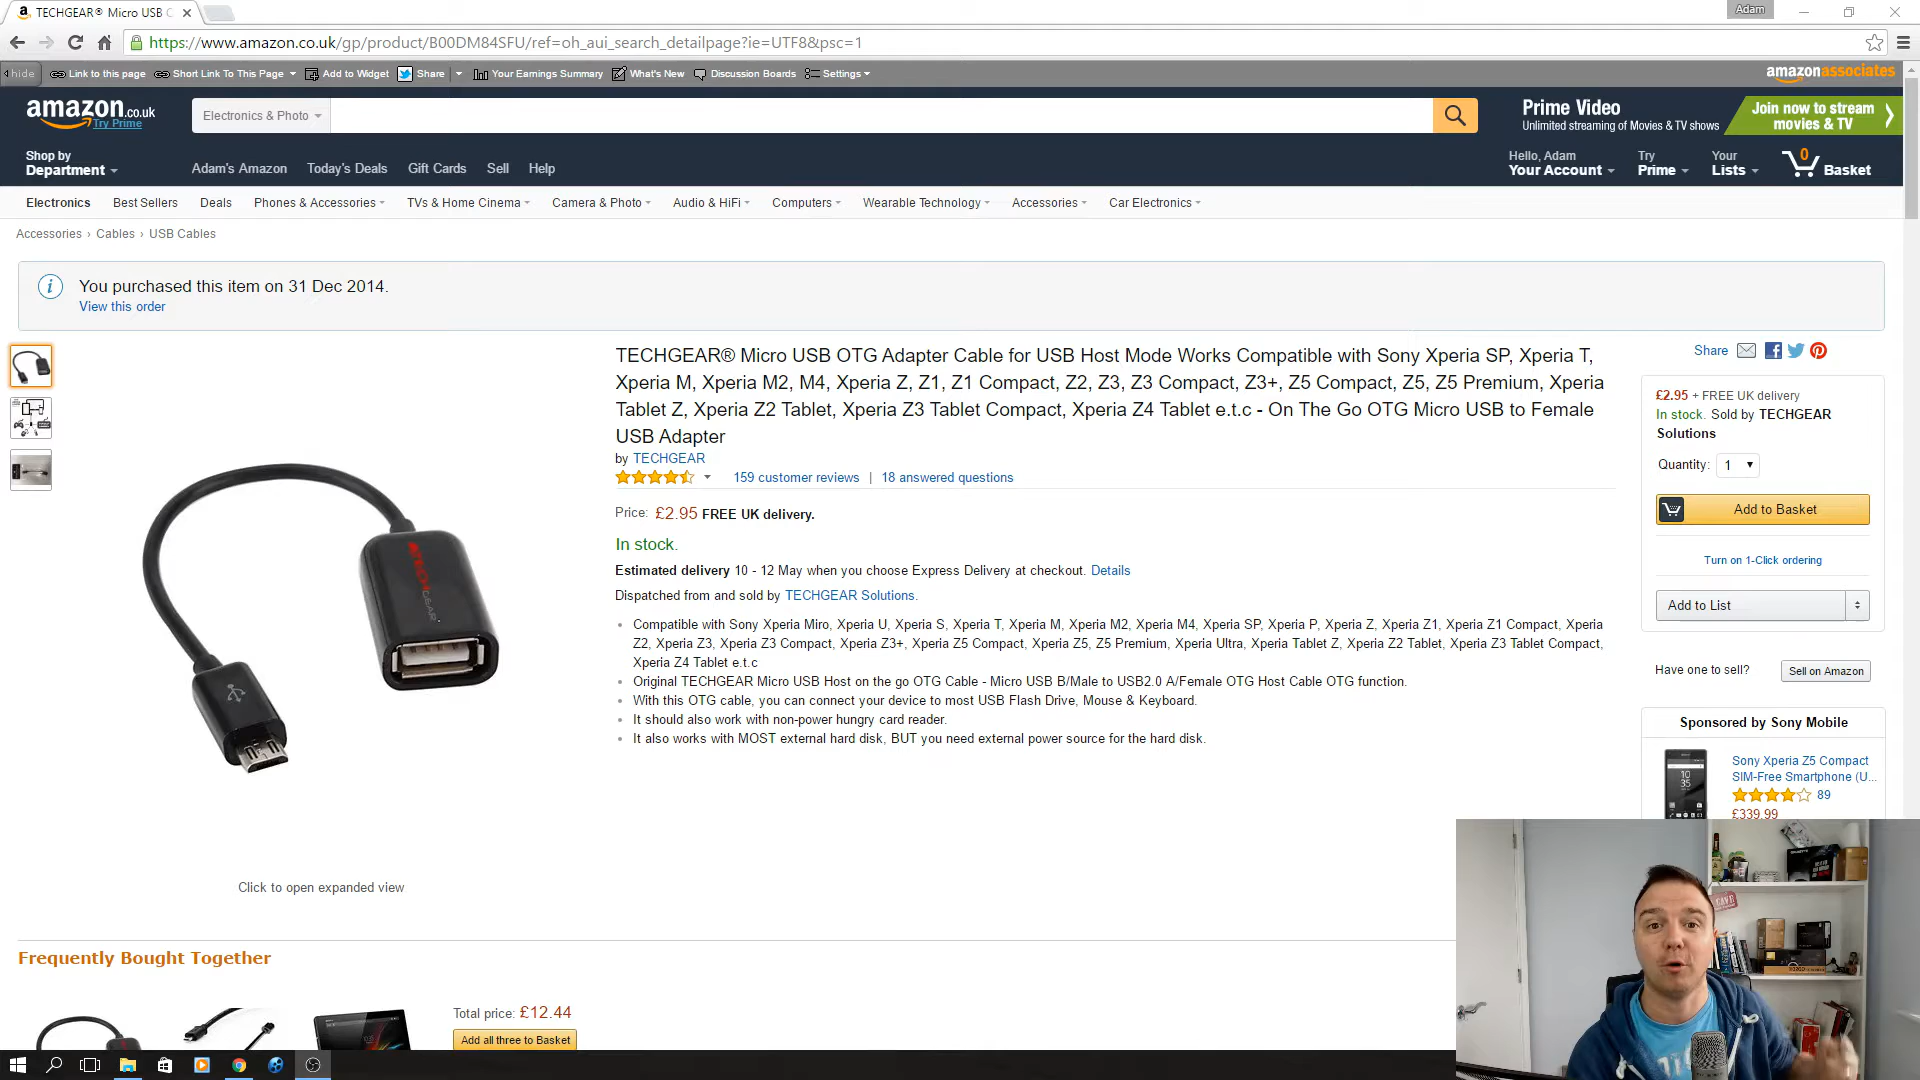 TECHGEAR® Micro USB C
Adam
https://www.amazon.co.uk/gp/product/B00DM84SFU/ref=oh_aui_search_detailpage?ie=UTF8&psc=1
hide Link to this page Short Link To This Page Add to Widget Share Your Earnings Summary What's New Discussion Boards Settings amazonassociates
amazon.co.uk
Try Prime
Electronics & Photo
Prime Video
Unlimited streaming of Movies & TV shows
Join now to stream
movies & TV
Shop by
Department
Adam's Amazon Today's Deals Gift Cards Sell Help
Hello, Adam
Your Account
Try
Prime
Your
Lists
0
Basket
Electronics Best Sellers Deals Phones & Accessories TVs & Home Cinema Camera & Photo Audio & HiFi Computers Wearable Technology Accessories Car Electronics
Accessories › Cables › USB Cables
You purchased this item on 31 Dec 2014.
View this order
TECHGEAR® Micro USB OTG Adapter Cable for USB Host Mode Works Compatible with Sony Xperia SP, Xperia T,
Xperia M, Xperia M2, M4, Xperia Z, Z1, Z1 Compact, Z2, Z3, Z3 Compact, Z3+, Z5 Compact, Z5, Z5 Premium, Xperia
Tablet Z, Xperia Z2 Tablet, Xperia Z3 Tablet Compact, Xperia Z4 Tablet e.t.c - On The Go OTG Micro USB to Female
USB Adapter
by TECHGEAR
159 customer reviews | 18 answered questions
Price: £2.95 FREE UK delivery.
In stock.
Estimated delivery 10 - 12 May when you choose Express Delivery at checkout. Details
Dispatched from and sold by TECHGEAR Solutions.
• Compatible with Sony Xperia Miro, Xperia U, Xperia S, Xperia T, Xperia M, Xperia M2, Xperia M4, Xperia SP, Xperia P, Xperia Z, Xperia Z1, Xperia Z1 Compact, Xperia
Z2, Xperia Z3, Xperia Z3 Compact, Xperia Z3+, Xperia Z5 Compact, Xperia Z5, Z5 Premium, Xperia Ultra, Xperia Tablet Z, Xperia Z2 Tablet, Xperia Z3 Tablet Compact,
Xperia Z4 Tablet e.t.c
• Original TECHGEAR Micro USB Host on the go OTG Cable - Micro USB B/Male to USB2.0 A/Female OTG Host Cable OTG function.
• With this OTG cable, you can connect your device to most USB Flash Drive, Mouse & Keyboard.
• It should also work with non-power hungry card reader.
• It also works with MOST external hard disk, BUT you need external power source for the hard disk.
Share
£2.95 + FREE UK delivery
In stock. Sold by TECHGEAR
Solutions
Quantity: 1
Add to Basket
Turn on 1-Click ordering
Add to List
Have one to sell? Sell on Amazon
Sponsored by Sony Mobile
Sony Xperia Z5 Compact
SIM-Free Smartphone (U...
89
£339.99
TECH
GEAR
Click to open expanded view
Frequently Bought Together
Total price: £12.44
Add all three to Basket